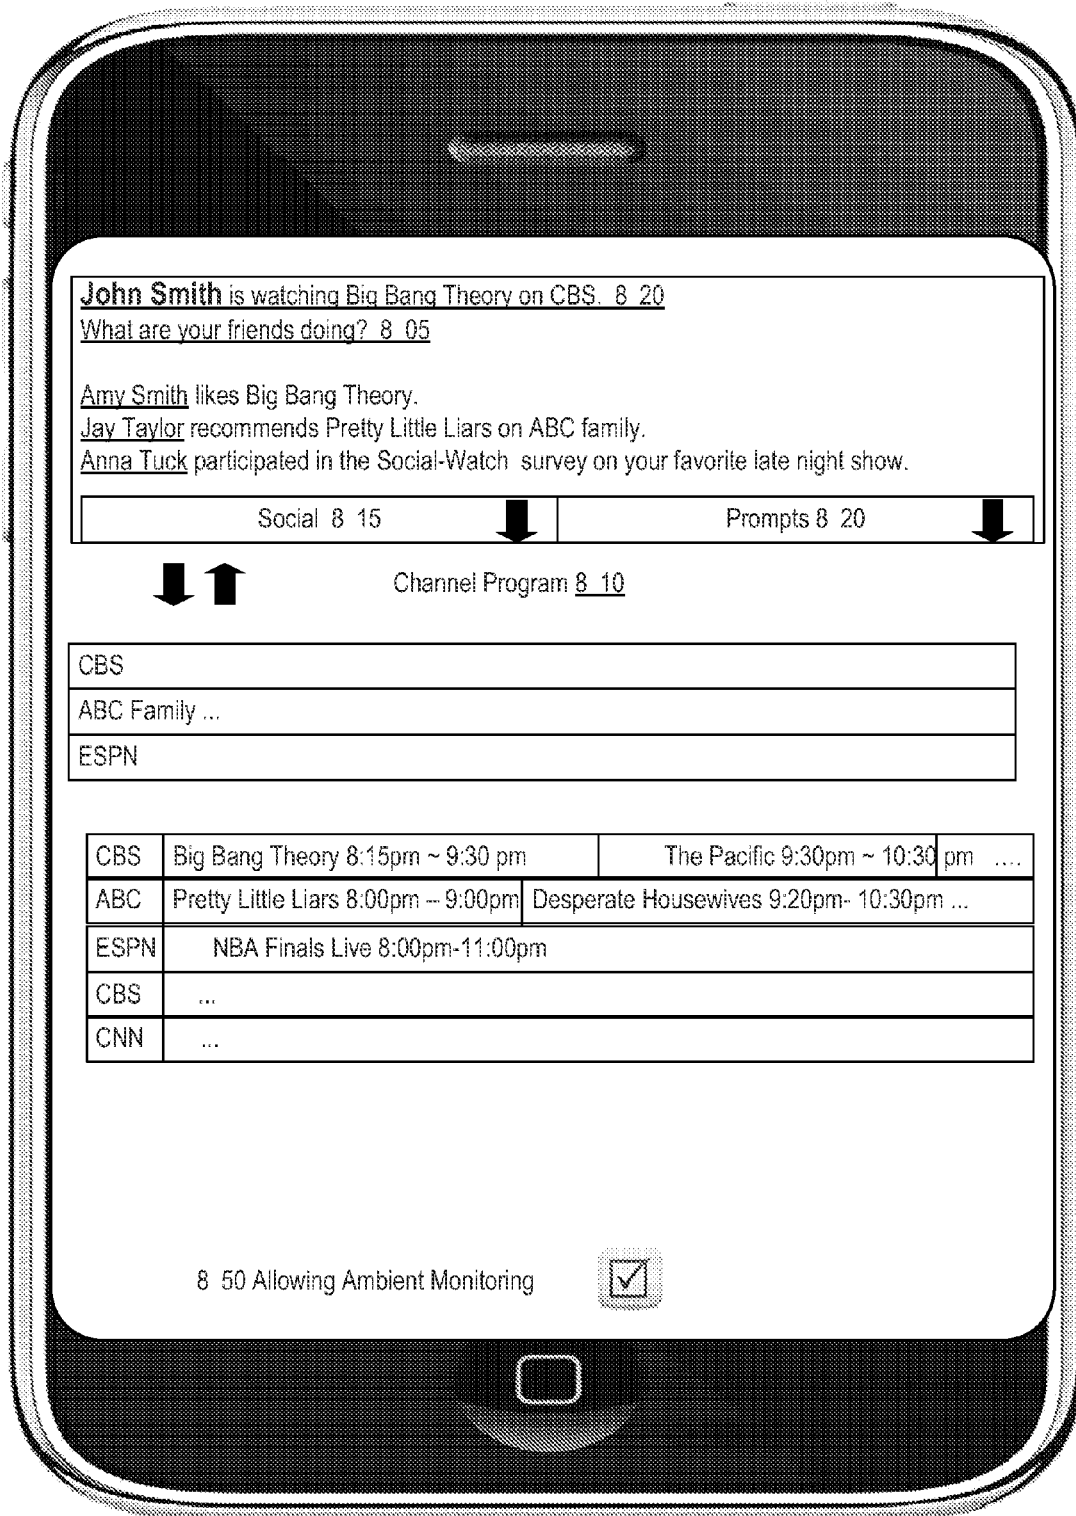 John Smith is watching Big Bang Theory on CBS. 8 20
What are your friends doing? 8 05
Amy Smith likes Big Bang Theory.
Jay Taylor recommends Pretty Little Liars on ABC family.
Anna Tuck participated in the Social-Watch survey on your favorite late night show.
Social 8 15 Prompts 8 20
Channel Program 8 10
CBS
ABC Family ...
ESPN
CBS Big Bang Theory 8:15pm ~ 9:30 pm The Pacific 9:30pm ~ 10:30 pm ....
ABC Pretty Little Liars 8:00pm – 9:00pm Desperate Housewives 9:20pm- 10:30pm ...
ESPN NBA Finals Live 8:00pm-11:00pm
CBS ...
CNN ...
8 50 Allowing Ambient Monitoring